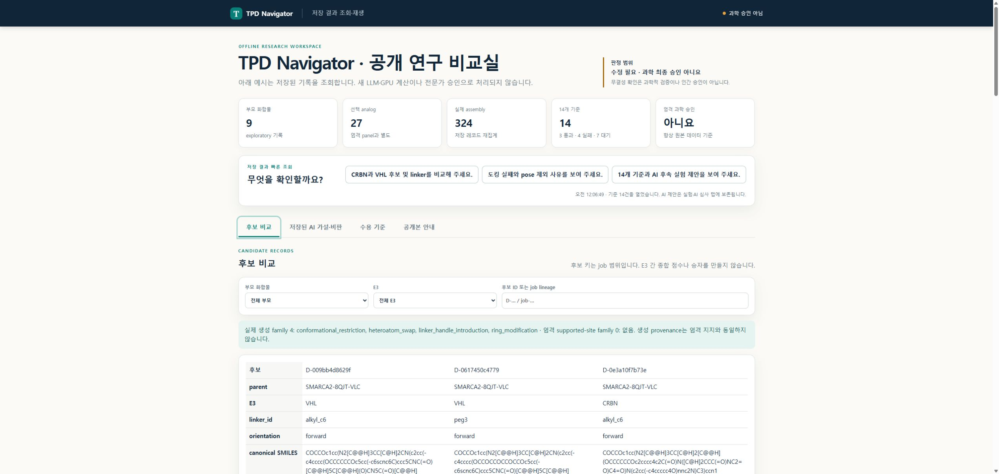 T TPD Navigator 저장 결과 조회·재생 과학 승인 아님
OFFLINE RESEARCH WORKSPACE
TPD Navigator · 공개 연구 비교실
아래 예시는 저장된 기록을 조회합니다. 새 LLM·GPU 계산이나 전문가 승인으로 처리되지 않습니다.
판정 범위
수정 필요 · 과학 최종 승인 아니요
무결성 확인은 과학적 검증이나 인간 승인이 아닙니다.
부모 화합물
9
exploratory 기록
선택 analog
27
엄격 panel과 별도
실제 assembly
324
저장 레코드 재집계
14개 기준
14
3 통과 · 4 실패 · 7 대기
엄격 과학 승인
아니요
항상 원본 데이터 기준
저장 결과 빠른 조회
무엇을 확인할까요?
CRBN과 VHL 후보 및 linker를 비교해 주세요.
도킹 실패와 pose 제외 사유를 보여 주세요.
14개 기준과 AI 후속 실험 제안을 보여 주세요.
오전 12:06:49 · 기준 14건을 열었습니다. AI 제안은 실험·AI 심사 탭에 보존됩니다.
후보 비교 저장된 AI 가설·비판 수용 기준 공개본 안내
CANDIDATE RECORDS
후보 비교
후보 키는 job 범위입니다. E3 간 종합 점수나 승자를 만들지 않습니다.
부모 화합물 E3 후보 ID 또는 job lineage
전체 부모 전체 E3 D-... / job-...
실제 생성 family 4: conformational_restriction, heteroatom_swap, linker_handle_introduction, ring_modification · 엄격 supported-site family 0: 없음. 생성 provenance는 엄격 지지와 동일하지
않습니다.
후보 D-009bb4d8629f D-0617450c4779 D-0e3a10f7b73e
parent SMARCA2-8QJT-VLC SMARCA2-8QJT-VLC SMARCA2-8QJT-VLC
E3 VHL VHL CRBN
linker_id alkyl_c6 peg3 alkyl_c6
orientation forward forward forward
canonical SMILES COCCOc1cc(N2[C@@H]3CC[C@H]2CN(c2cc(- COCCOc1cc(N2[C@@H]3CC[C@H]2CN(c2cc(- COCCOc1cc(N2[C@@H]3CC[C@H]2[C@@H]
c4cccc(OCCCCCCOc5cc(-c6scnc6C)ccc5CNC(=O) c4cccc(OCCOCCOCCOCCOc5cc(- (OCCCCCCOc2cccc4c2C(=O)N([C@H]2CCC(=O)NC2=
[C@@H]5C[C@@H](O)CN5C(=O)[C@@H] c6scnc6C)ccc5CNC(=O)[C@@H]5C[C@@H] O)C4=O)N(c2cc(-c4ccccc4O)nnc2N)C3)ccn1